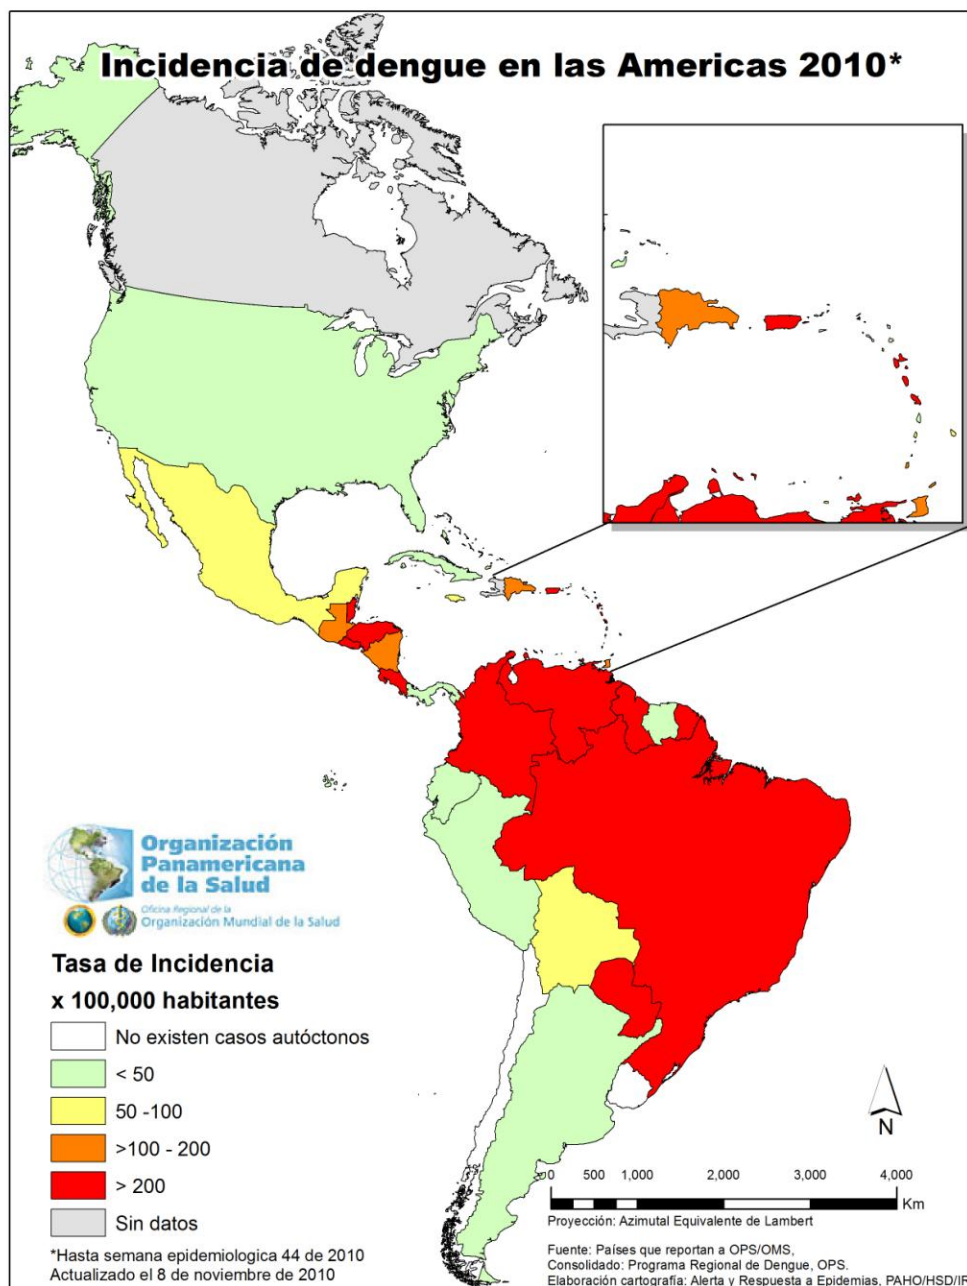 Incidencia de dengue en las Americas 2010*
Organización
Panamericana
de la Salud
Oficina Regional de la
Organización Mundial de la Salud
Tasa de Incidencia
x 100,000 habitantes
No existen casos autóctonos
< 50
50 -100
>100 - 200
> 200
Sin datos
*Hasta semana epidemiologica 44 de 2010
Actualizado el 8 de noviembre de 2010
N
0 500 1,000 2,000 3,000 4,000
Km
Proyección: Azimutal Equivalente de Lambert
Fuente: Países que reportan a OPS/OMS,
Consolidado: Programa Regional de Dengue, OPS.
Elaboración cartografía: Alerta y Respuesta a Epidemias, PAHO/HSD/